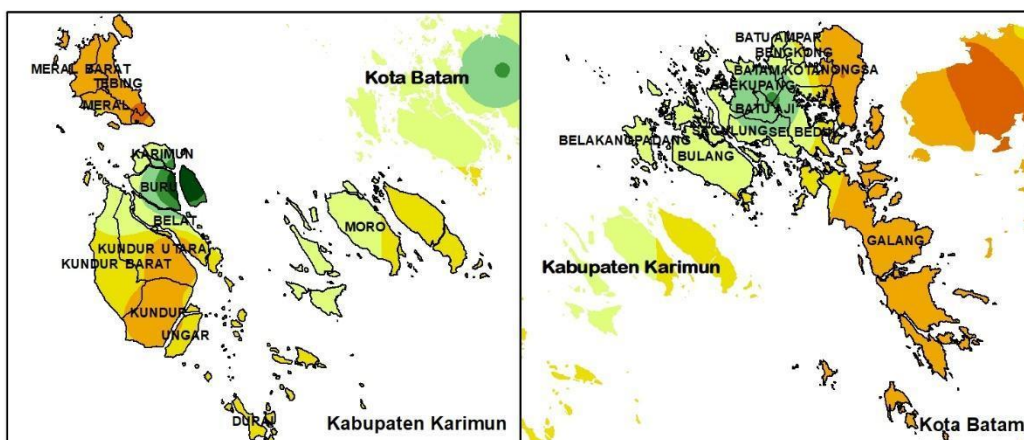 Kota Batam
MERAL BARAT
TEBING
MERAL
KARIMUN
BURU
BELAT
KUNDUR UTARA
KUNDUR BARAT
KUNDUR
UNGAR
MORO
DURAI
Kabupaten Karimun
BATU AMPAR
BENGKONG
BATAM KOTA
NONGSA
SEKUPANG
BATU AJI
SAGULUNG
SEI BEDUK
BELAKANGPADANG
BULANG
GALANG
Kabupaten Karimun
Kota Batam